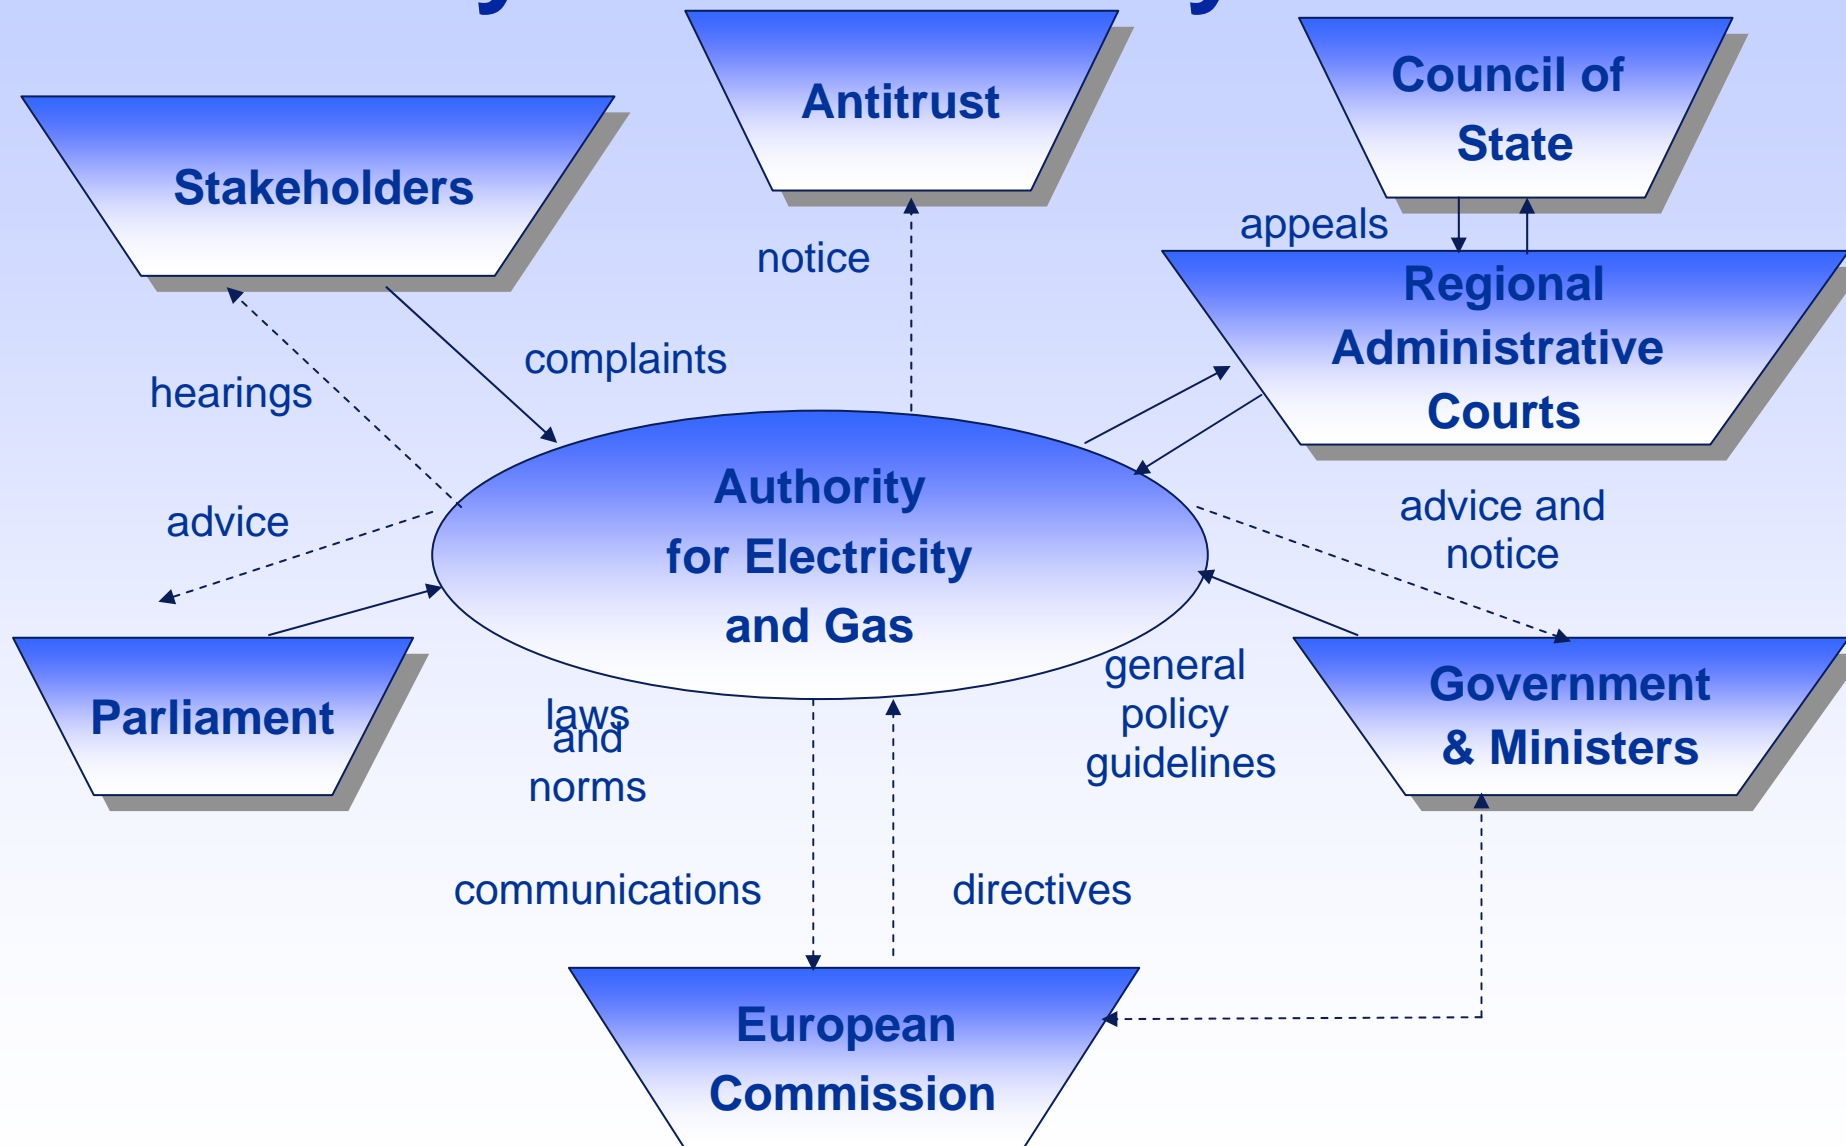 Antitrust
Council of
State
Stakeholders
appeals
notice
Regional
Administrative
Courts
complaints
hearings
Authority
for Electricity
and Gas
advice
advice and
notice
Parliament
laws
and
norms
general
policy
guidelines
Government
& Ministers
communications
directives
European
Commission